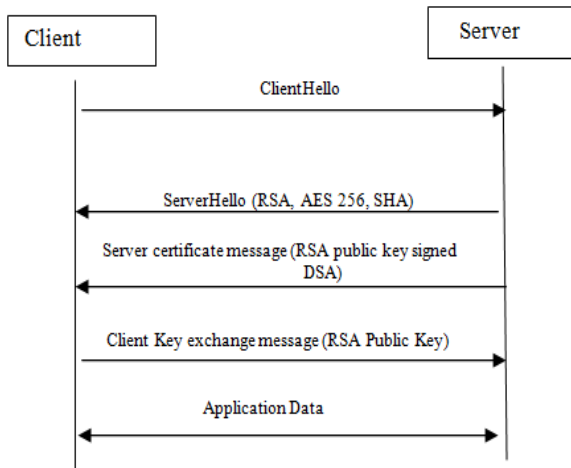 Client
Server
ClientHello
ServerHello (RSA, AES 256, SHA)
Server certificate message (RSA public key signed
DSA)
Client Key exchange message (RSA Public Key)
Application Data